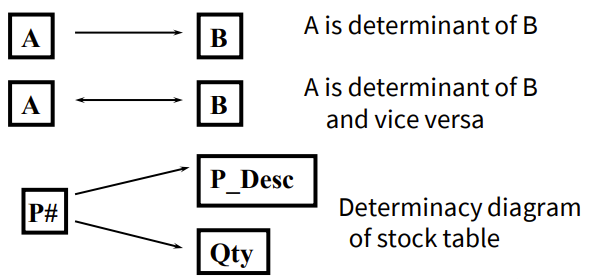 A
B
A is determinant of B
A
B
A is determinant of B
and vice versa
P#
P_Desc
Qty
Determinacy diagram
of stock table